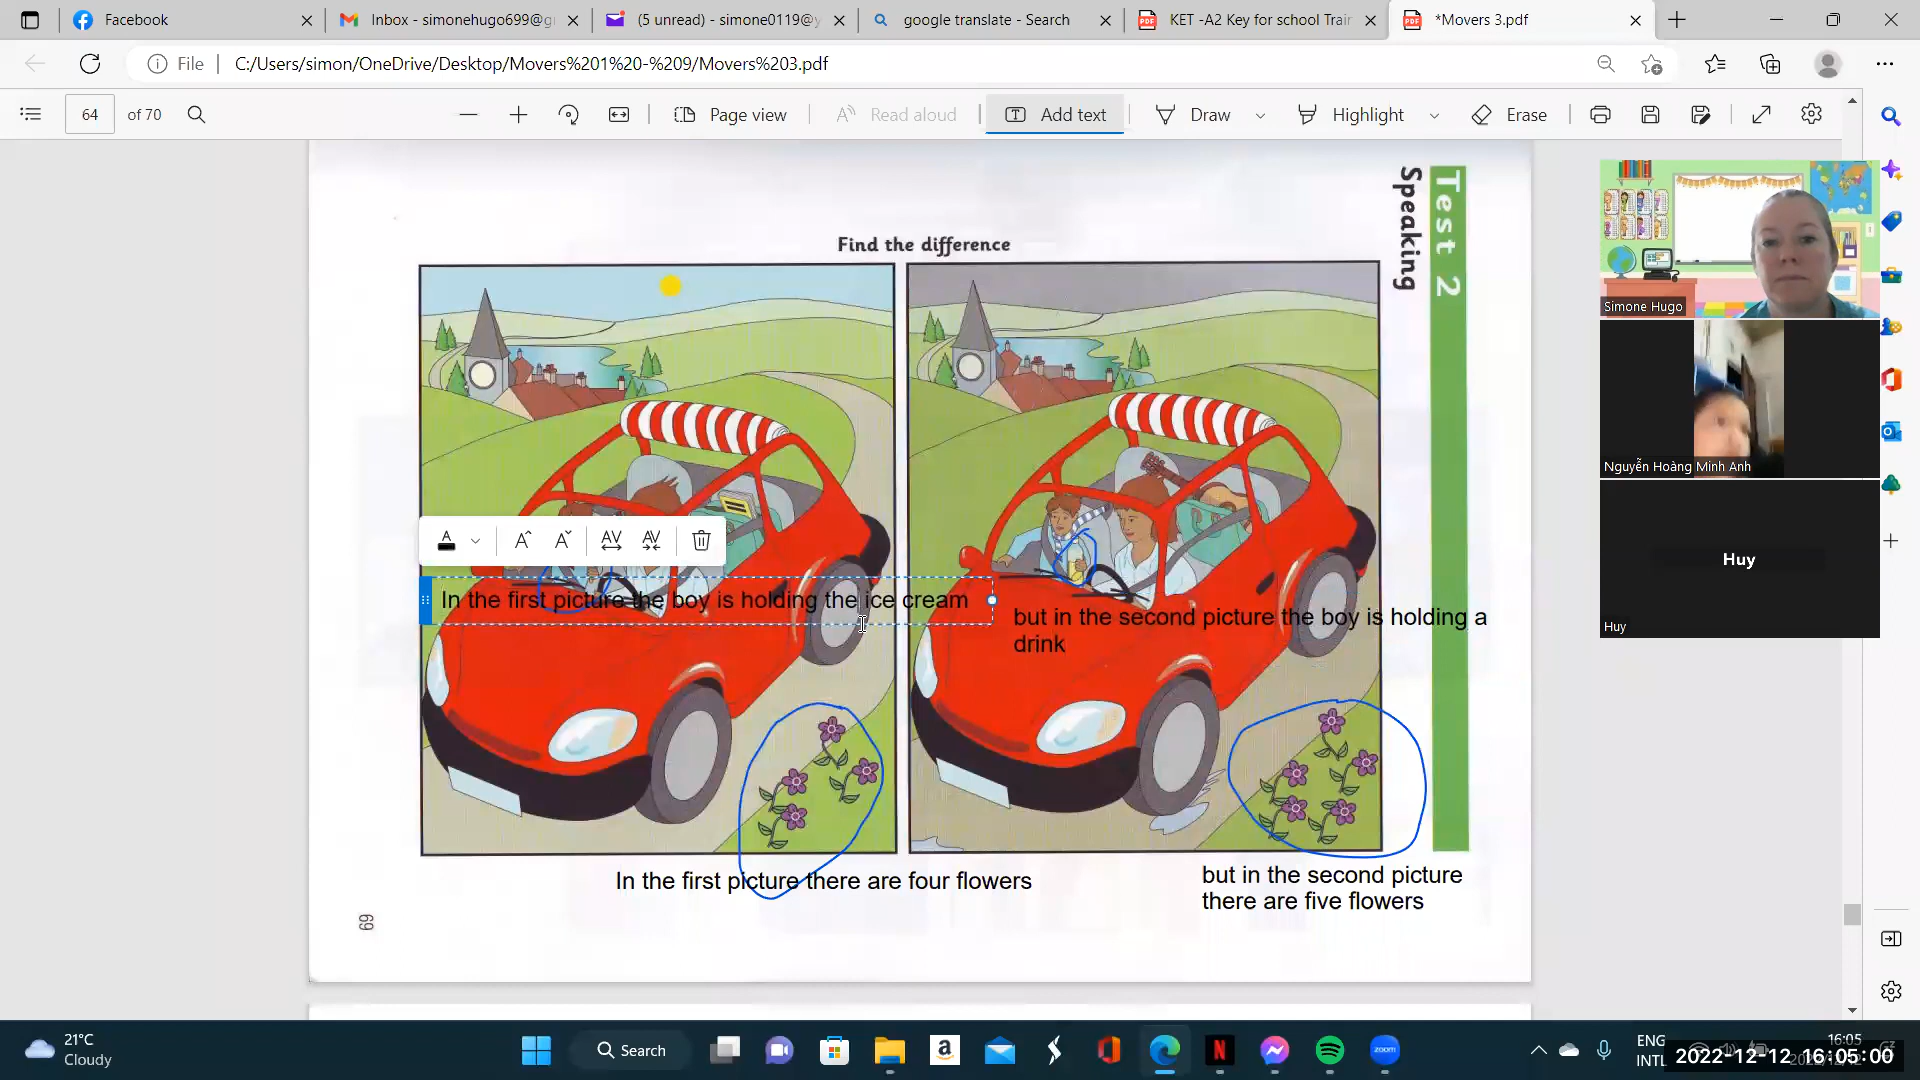 Facebook
Inbox - simonehugo699@g
(5 unread) - simone0119@y
google translate - Search
KET -A2 Key for school Trair
*Movers 3.pdf
File
C:/Users/simon/OneDrive/Desktop/Movers%201%20-%209/Movers%203.pdf
64
of 70
Page view
Read aloud
Add text
Draw
Highlight
Erase
Test 2
Speaking
Find the difference
In the first picture the boy is holding the ice cream
but in the second picture the boy is holding a
drink
In the first picture there are four flowers
but in the second picture
there are five flowers
69
Simone Hugo
Nguyễn Hoàng Minh Anh
Huy
Huy
21°C
Cloudy
Search
zoom
ENG
INTL
16:05
2022-12-12 16:05:00